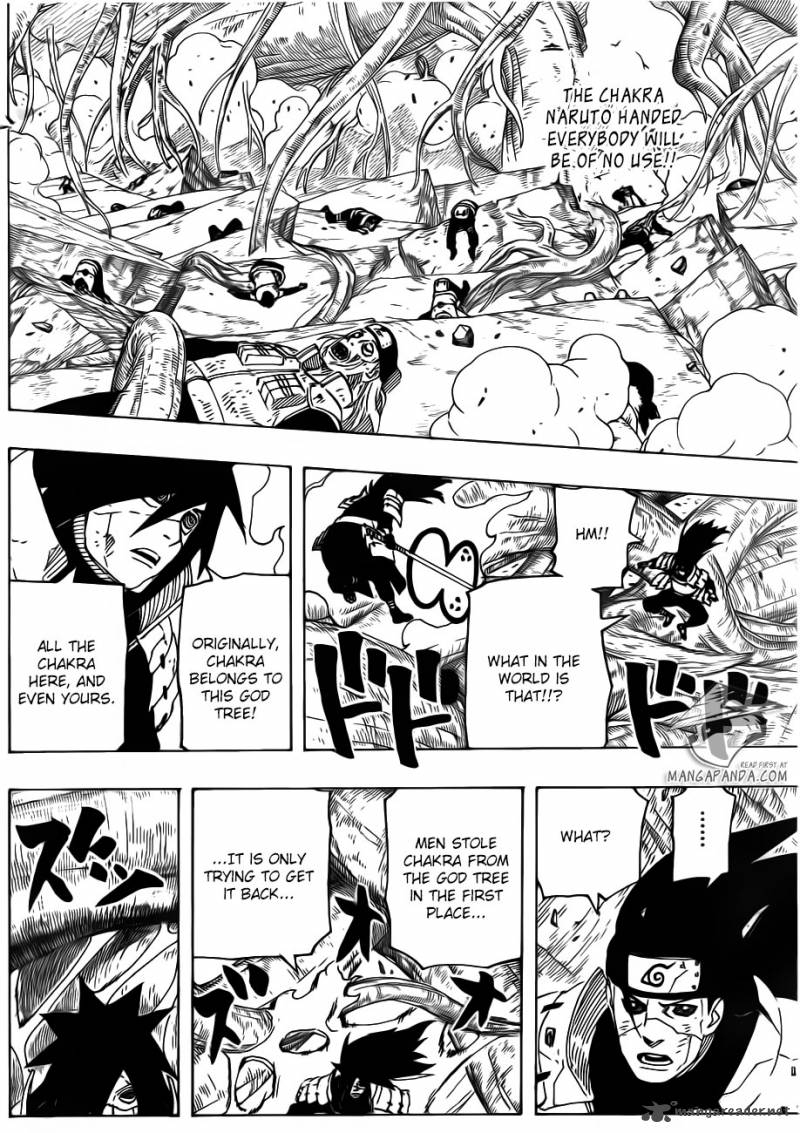 THE CHAKRA
NARUTO HANDED
EVERYBODY WILL
BE OF NO USE!!
HM!!
WHAT IN THE
WORLD IS
THAT!!?
ドド
ドド
ORIGINALLY,
CHAKRA
BELONGS TO
THIS GOD
TREE!
ALL THE
CHAKRA
HERE, AND
EVEN YOURS.
READ FIRST AT
MANGAPANDA.COM
......
WHAT?
MEN STOLE
CHAKRA FROM
THE GOD TREE
IN THE FIRST
PLACE...
...IT IS ONLY
TRYING TO GET
IT BACK...
オオオ
ズズッ
mangareader.net